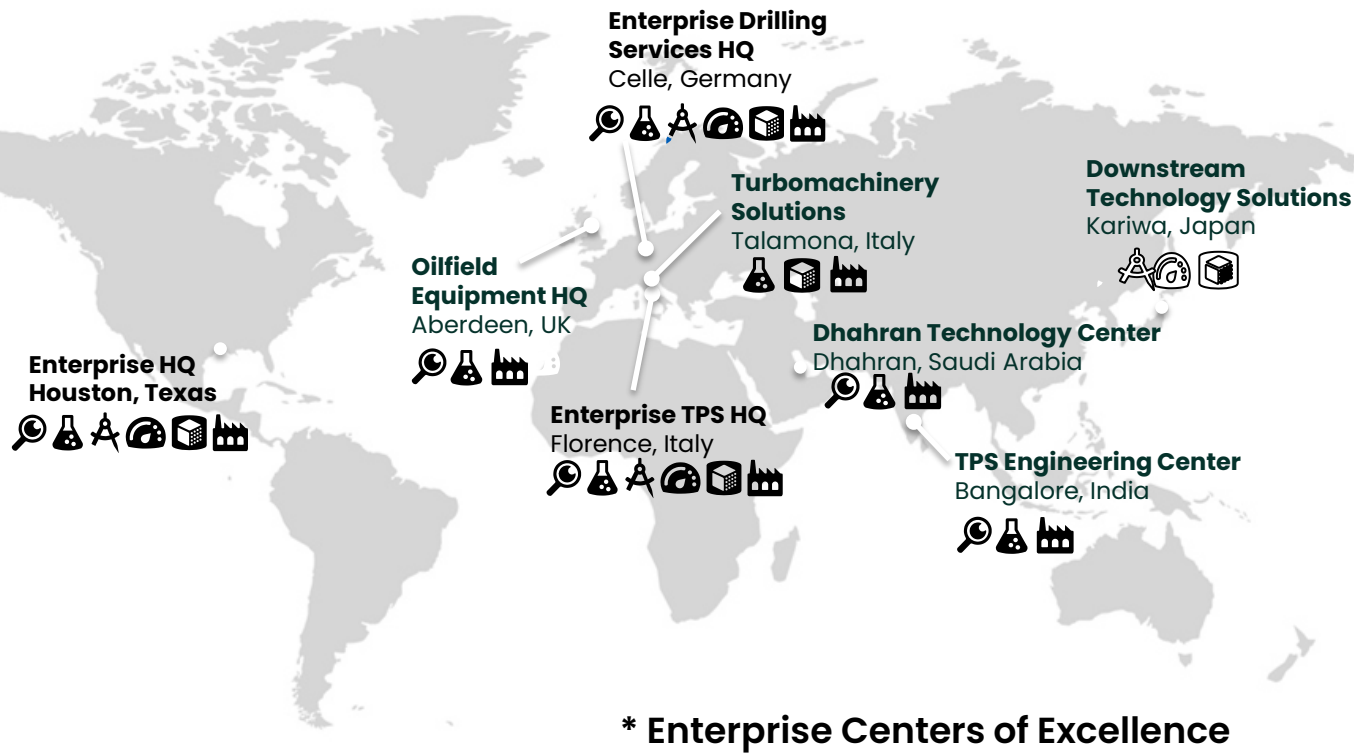 Enterprise Drilling
Services HQ
Celle, Germany
Turbomachinery
Solutions
Talamona, Italy
Downstream
Technology Solutions
Kariwa, Japan
Oilfield
Equipment HQ
Aberdeen, UK
Dhahran Technology Center
Dhahran, Saudi Arabia
Enterprise HQ
Houston, Texas
Enterprise TPS HQ
Florence, Italy
TPS Engineering Center
Bangalore, India
* Enterprise Centers of Excellence